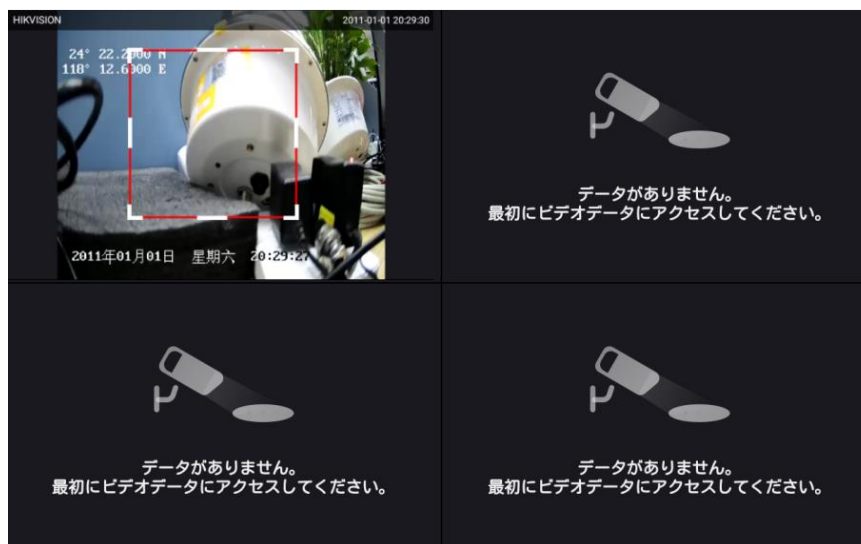 HIKVISION
2011-01-01 20:29:30
24° 22.2000 N
118° 12.6000 E
2011年01月01日 星期六 20:29:27
データがありません。
最初にビデオデータにアクセスしてください。
データがありません。
最初にビデオデータにアクセスしてください。
データがありません。
最初にビデオデータにアクセスしてください。